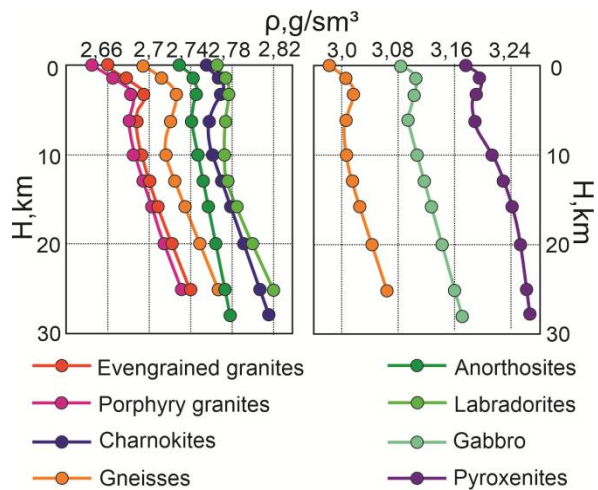 ρ,g/sm³
2,66 2,7 2,74 2,78 2,82 3,0 3,08 3,16 3,24
0 0
10 10
H,km H,km
20 20
30 30
Evengrained granites Anorthosites
Porphyry granites Labradorites
Charnokites Gabbro
Gneisses Pyroxenites